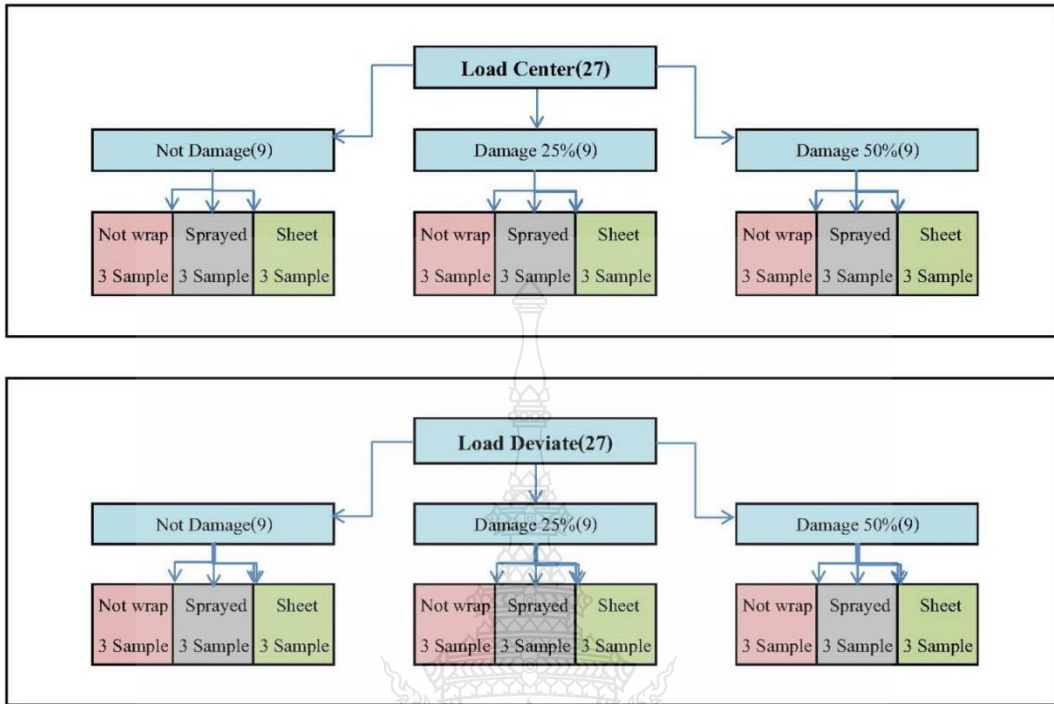 Load Center(27)
Not Damage(9)
Damage 25%(9)
Damage 50%(9)
Not wrap
3 Sample
Sprayed
3 Sample
Sheet
3 Sample
Not wrap
3 Sample
Sprayed
3 Sample
Sheet
3 Sample
Not wrap
3 Sample
Sprayed
3 Sample
Sheet
3 Sample
Load Deviate(27)
Not Damage(9)
Damage 25%(9)
Damage 50%(9)
Not wrap
3 Sample
Sprayed
3 Sample
Sheet
3 Sample
Not wrap
3 Sample
Sprayed
3 Sample
Sheet
3 Sample
Not wrap
3 Sample
Sprayed
3 Sample
Sheet
3 Sample